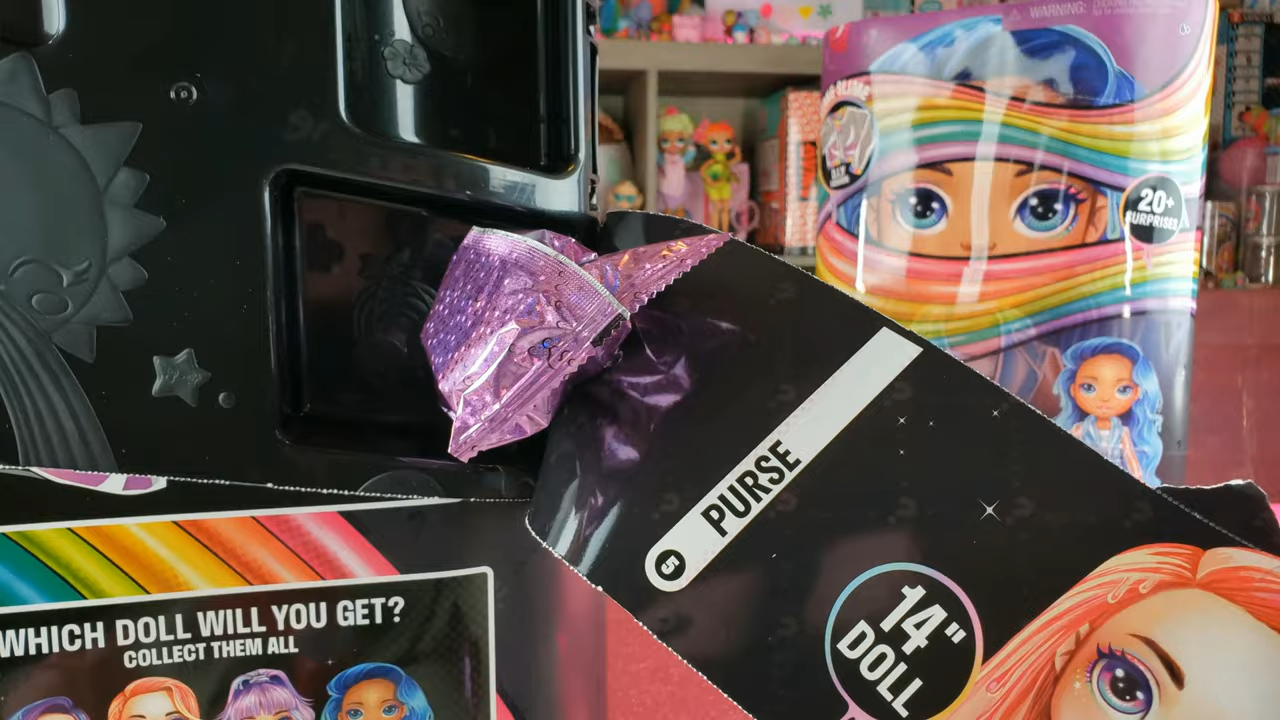 WARNING:
20+
SURPRISES
5 PURSE
14"
DOLL
WHICH DOLL WILL YOU GET?
COLLECT THEM ALL